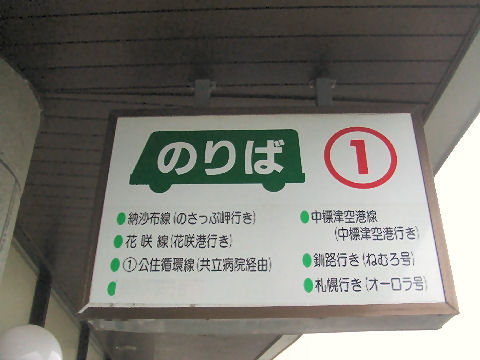 のりば ①
●納沙布線(のさっぷ岬行き)
●花咲線(花咲港行き)
●①公住循環線(共立病院経由)
●
●中標津空港線
(中標津空港行き)
●釧路行き(ねむろ号)
●札幌行き(オーロラ号)